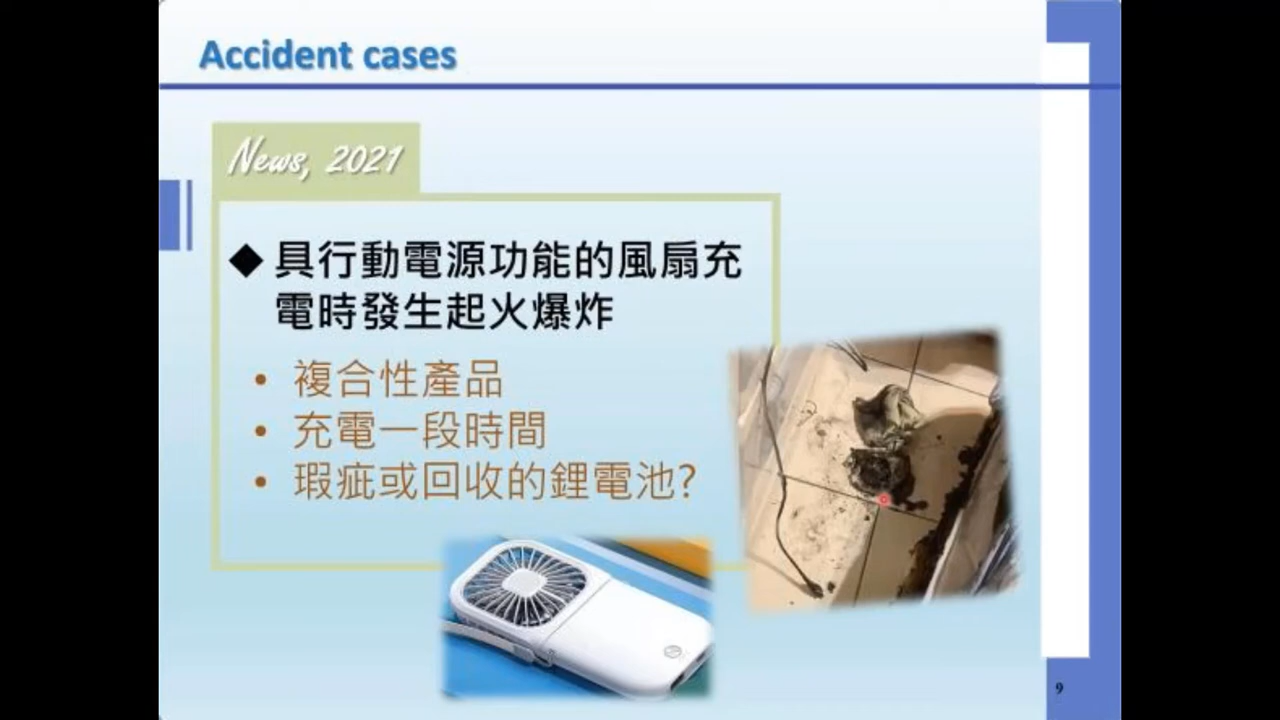 Accident cases
News, 2021
◆ 具行動電源功能的風扇充
電時發生起火爆炸
• 複合性產品
• 充電一段時間
• 瑕疵或回收的鋰電池?
9